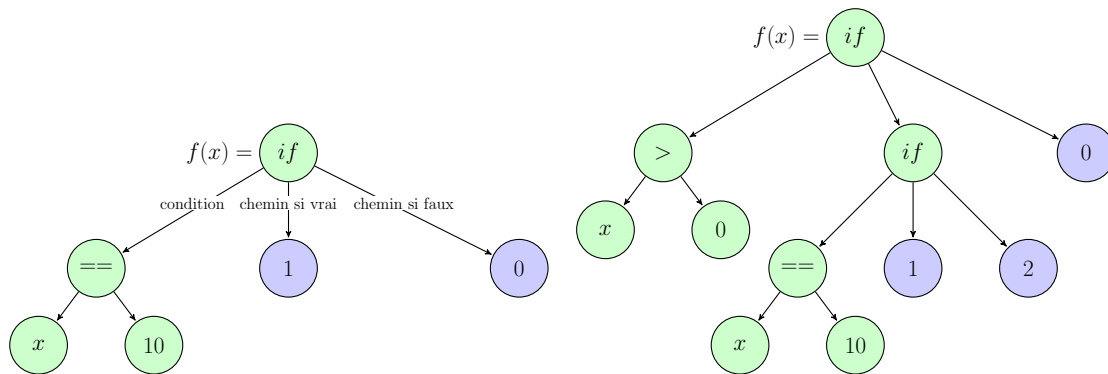 f(x) = if
condition chemin si vrai chemin si faux
== 1 0
x 10
f(x) = if
> if 0
x 0
== 1 2
x 10